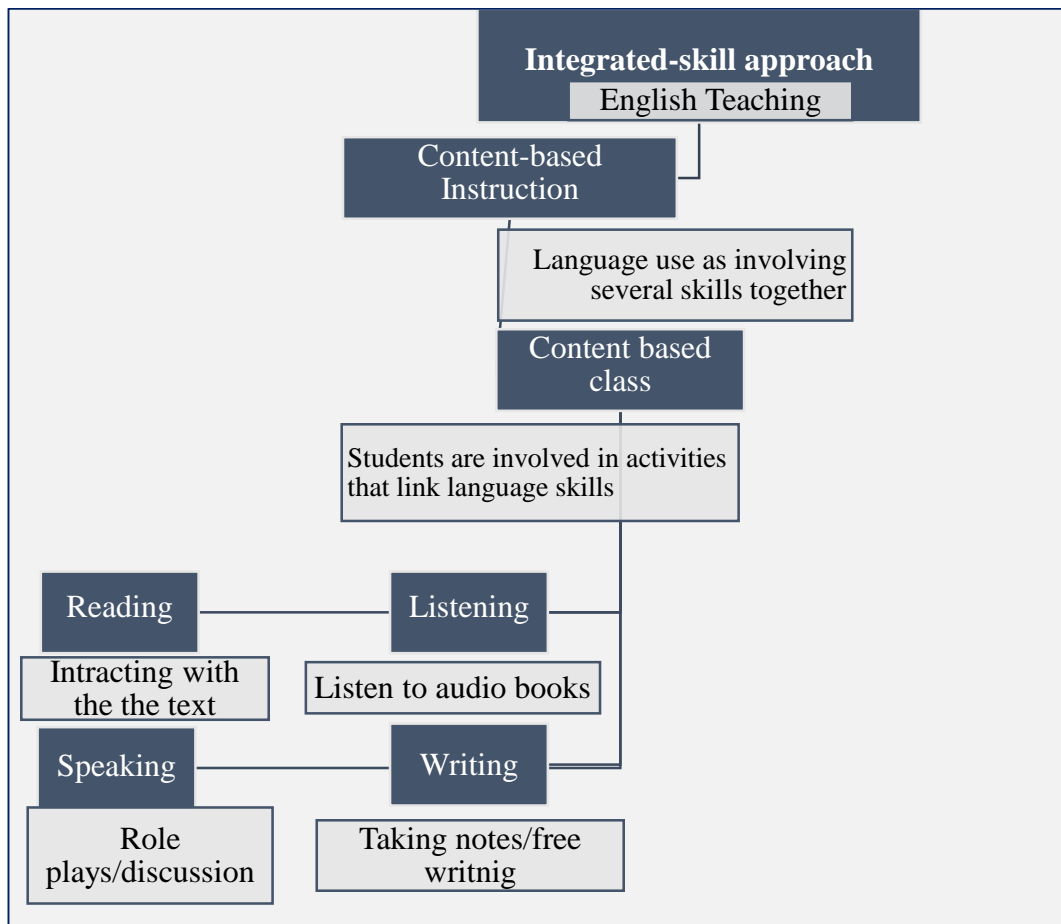 Integrated-skill approach
English Teaching
Content-based
Instruction
Language use as involving
several skills together
Content based
class
Students are involved in activities
that link language skills
Reading
Listening
Intracting with
the the text
Listen to audio books
Speaking
Writing
Role
plays/discussion
Taking notes/free
writnig